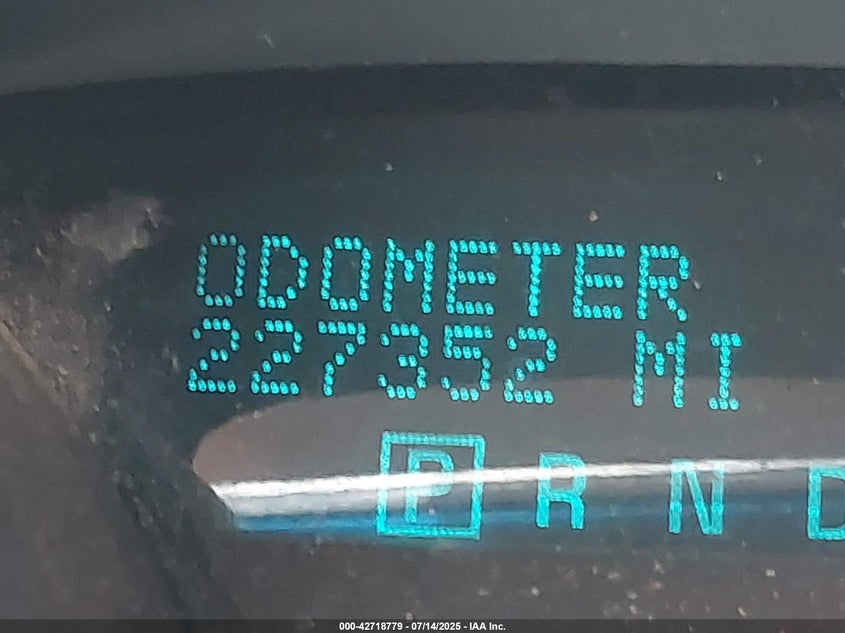 ODOMETER
227352 MI
P R N D
000-42718779 - 07/14/2025 - IAA Inc.